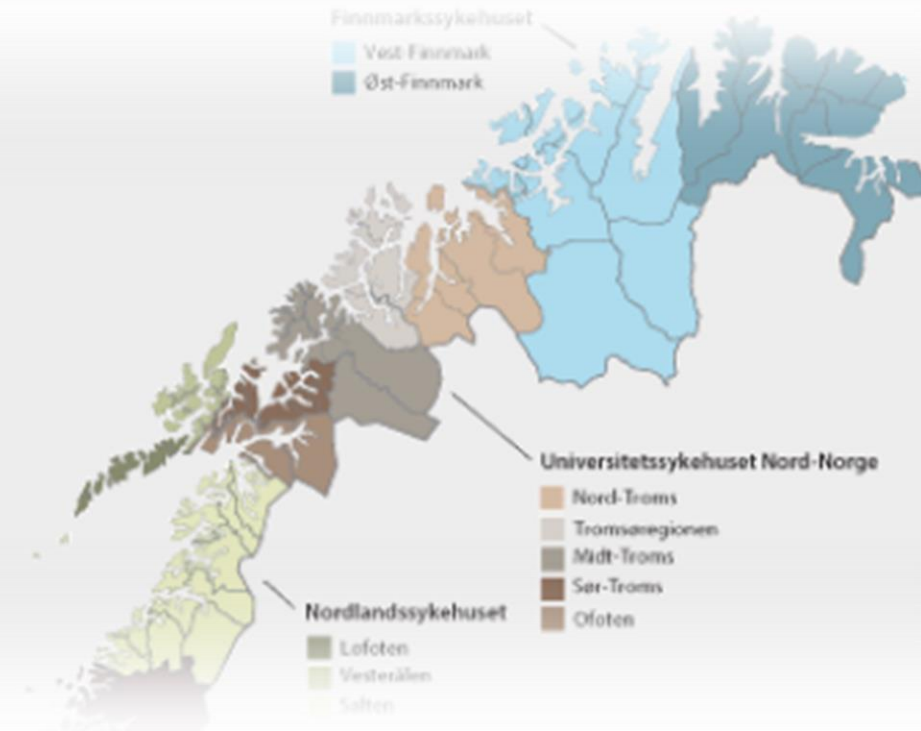 Finnmarkssykehuset
Vest-Finnmark
Øst-Finnmark
Universitetssykehuset Nord-Norge
Nord-Troms
Tromsøregionen
Midt-Troms
Sør-Troms
Ofoten
Nordlandssykehuset
Lofoten
Vesterålen
Salten